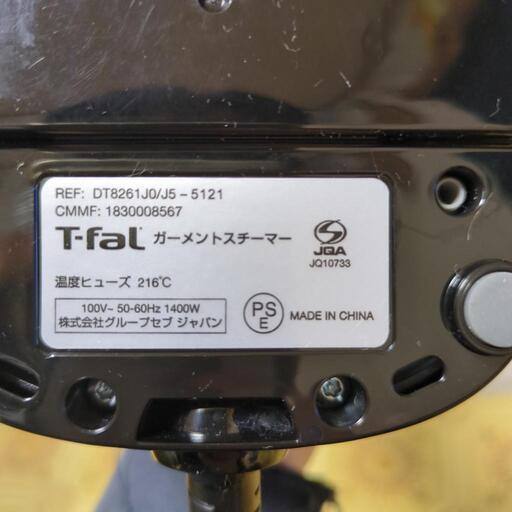 REF: DT8261J0/J5 - 5121
CMMF: 1830008567
T-faL ガーメントスチーマー
JQA
JQ10733
温度ヒューズ 216℃
100V~ 50-60Hz 1400W
株式会社グループセブ ジャパン
PS
E
MADE IN CHINA